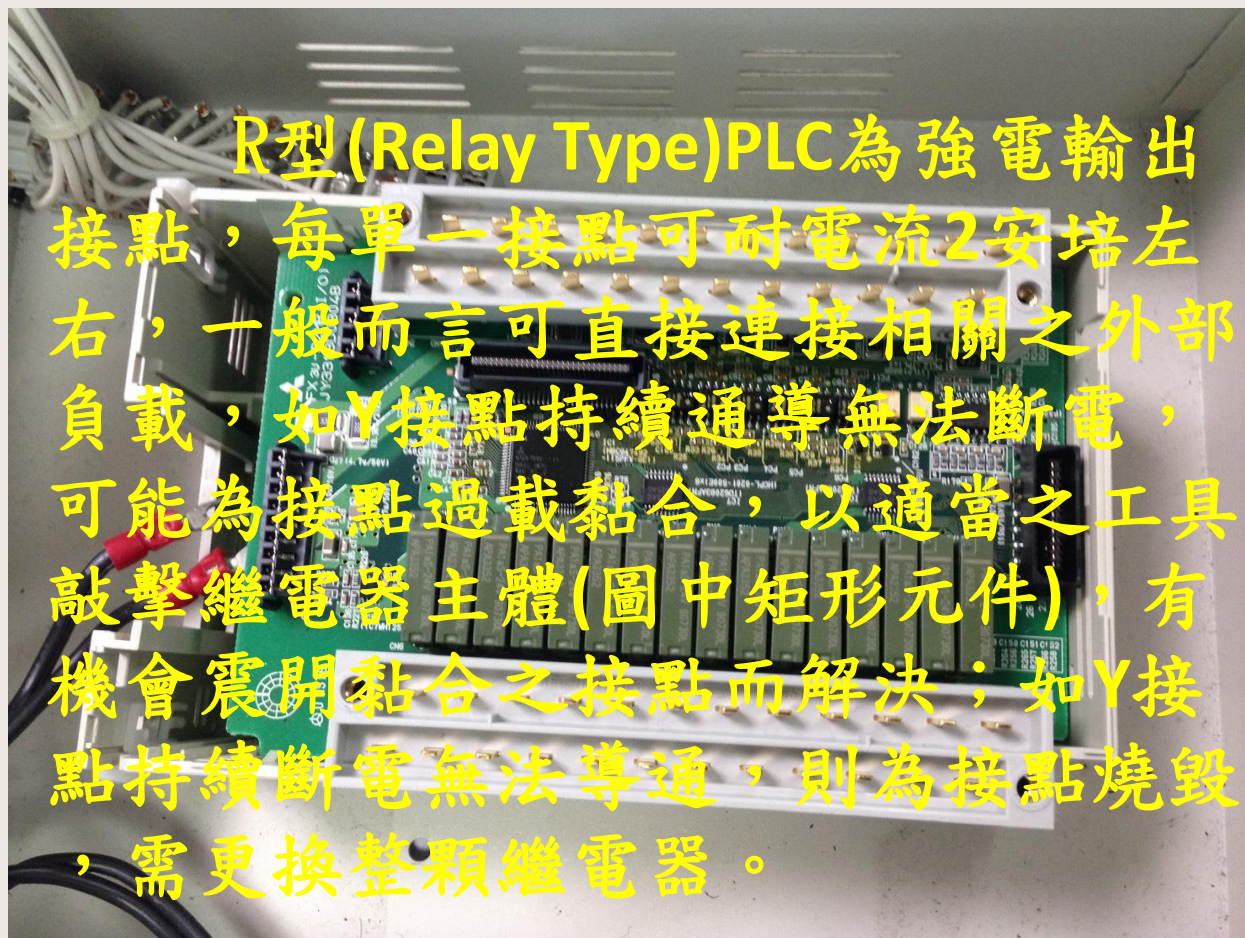 R型(Relay Type)PLC為強電輸出
接點，每單一接點可耐電流2安培左
右，一般而言可直接連接相關之外部
負載，如Y接點持續通導無法斷電，
可能為接點過載黏合，以適當之工具
敲擊繼電器主體(圖中矩形元件)，有
機會震開黏合之接點而解決；如Y接
點持續斷電無法導通，則為接點燒毀
，需更換整顆繼電器。